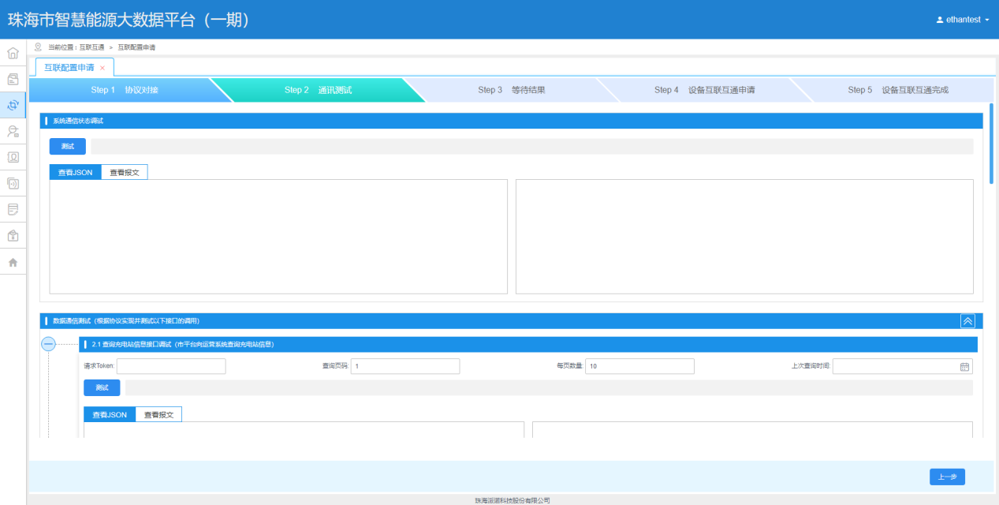 珠海市智慧能源大数据平台（一期）
ethantest
当前位置：互联互通 > 互联配置申请
互联配置申请 ×
Step 1 协议对接
Step 2 通讯测试
Step 3 等待结果
Step 4 设备互联互通申请
Step 5 设备互联互通完成
系统通信状态调试
测试
查看JSON
查看报文
数据通信测试（根据协议实现并测试以下接口的调用）
2.1 查询充电站信息接口调试（市平台向运营系统查询充电站信息）
请求Token:
查询页码: 1
每页数量: 10
上次查询时间:
测试
查看JSON
查看报文
上一步
珠海派诺科技股份有限公司